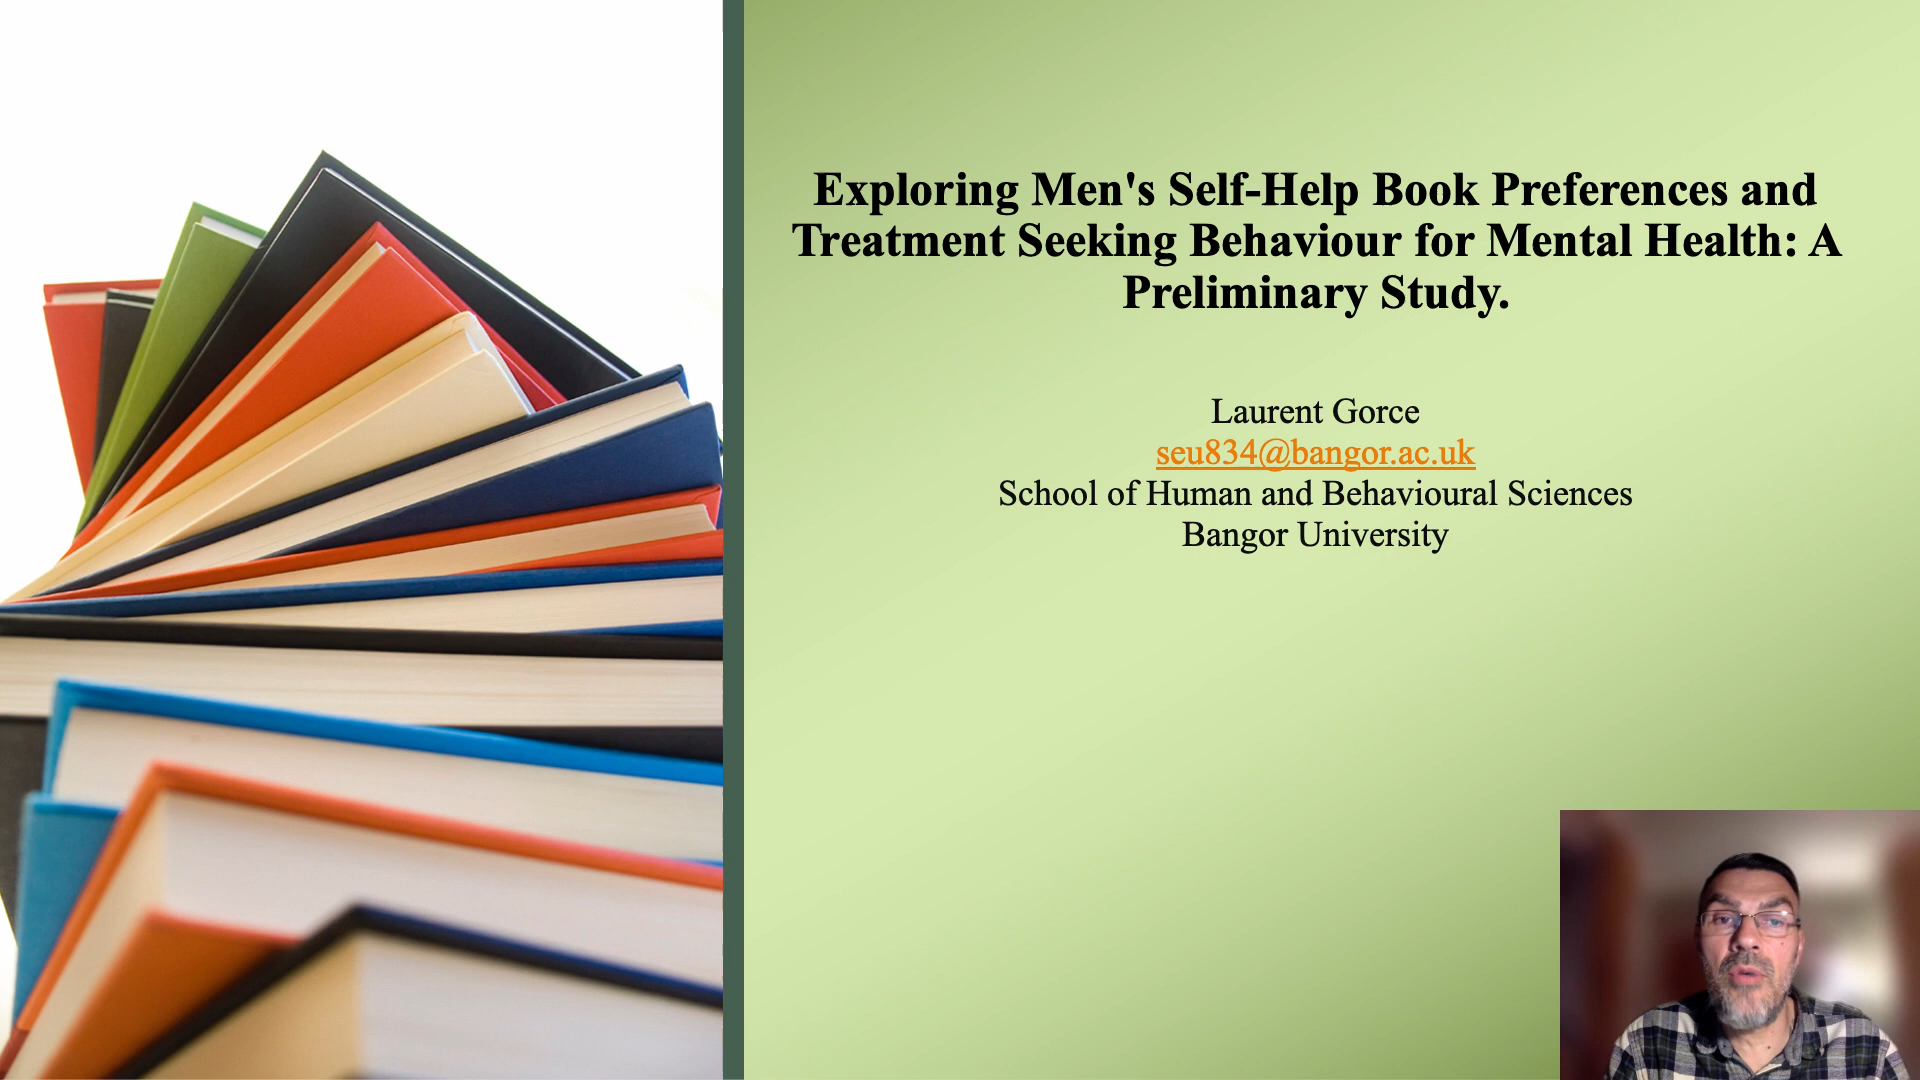 Exploring Men's Self-Help Book Preferences and
Treatment Seeking Behaviour for Mental Health: A
Preliminary Study.
Laurent Gorce
seu834@bangor.ac.uk
School of Human and Behavioural Sciences
Bangor University